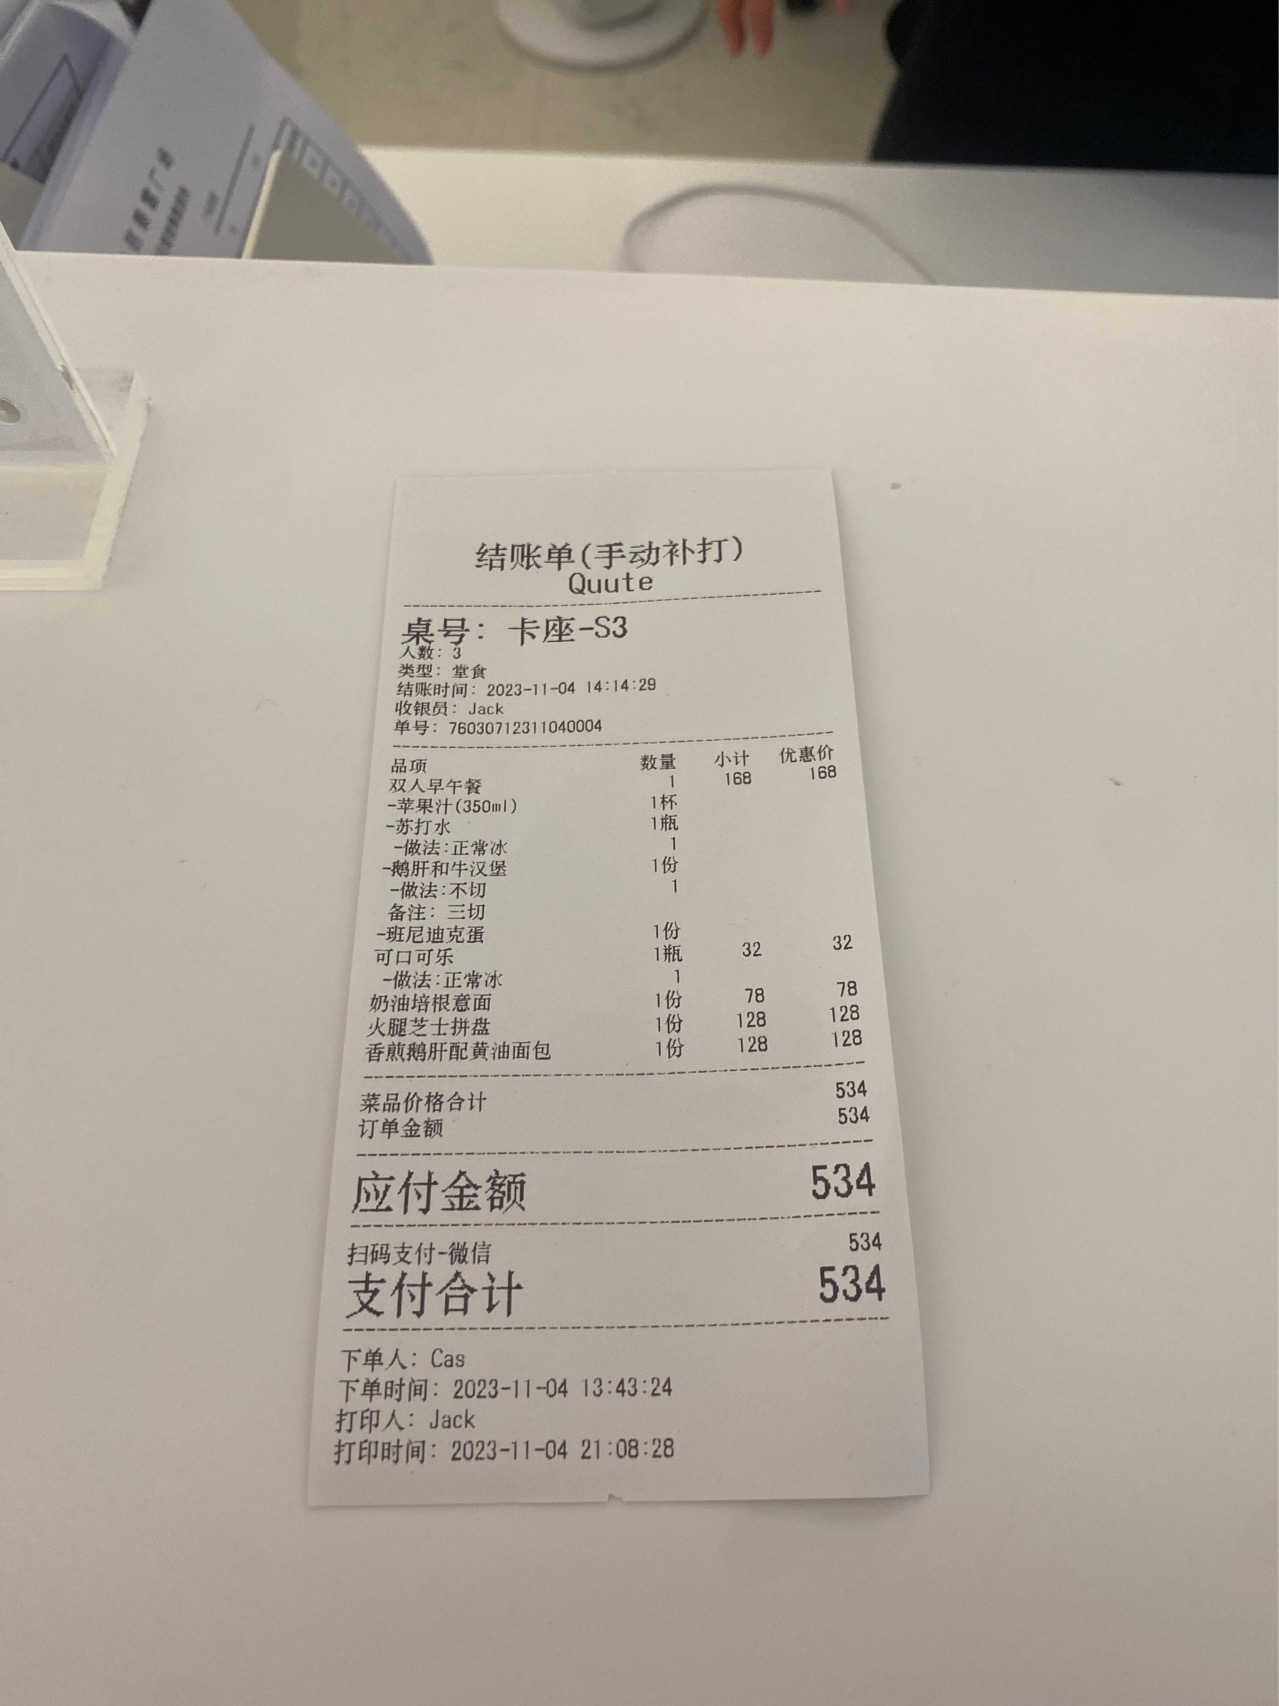 结账单(手动补打)
Quute
桌号: 卡座-S3
人数: 3
类型: 堂食
结账时间: 2023-11-04 14:14:29
收银员: Jack
单号: 76030712311040004
品项 数量 小计 优惠价
双人早午餐 1 168 168
-苹果汁(350ml) 1杯
-苏打水 1瓶
-做法:正常冰 1
-鹅肝和牛汉堡 1份
-做法:不切 1
备注: 三切
-班尼迪克蛋 1份
可口可乐 1瓶 32 32
-做法:正常冰 1
奶油培根意面 1份 78 78
火腿芝士拼盘 1份 128 128
香煎鹅肝配黄油面包 1份 128 128
菜品价格合计 534
订单金额 534
应付金额 534
扫码支付-微信 534
支付合计 534
下单人: Cas
下单时间: 2023-11-04 13:43:24
打印人: Jack
打印时间: 2023-11-04 21:08:28